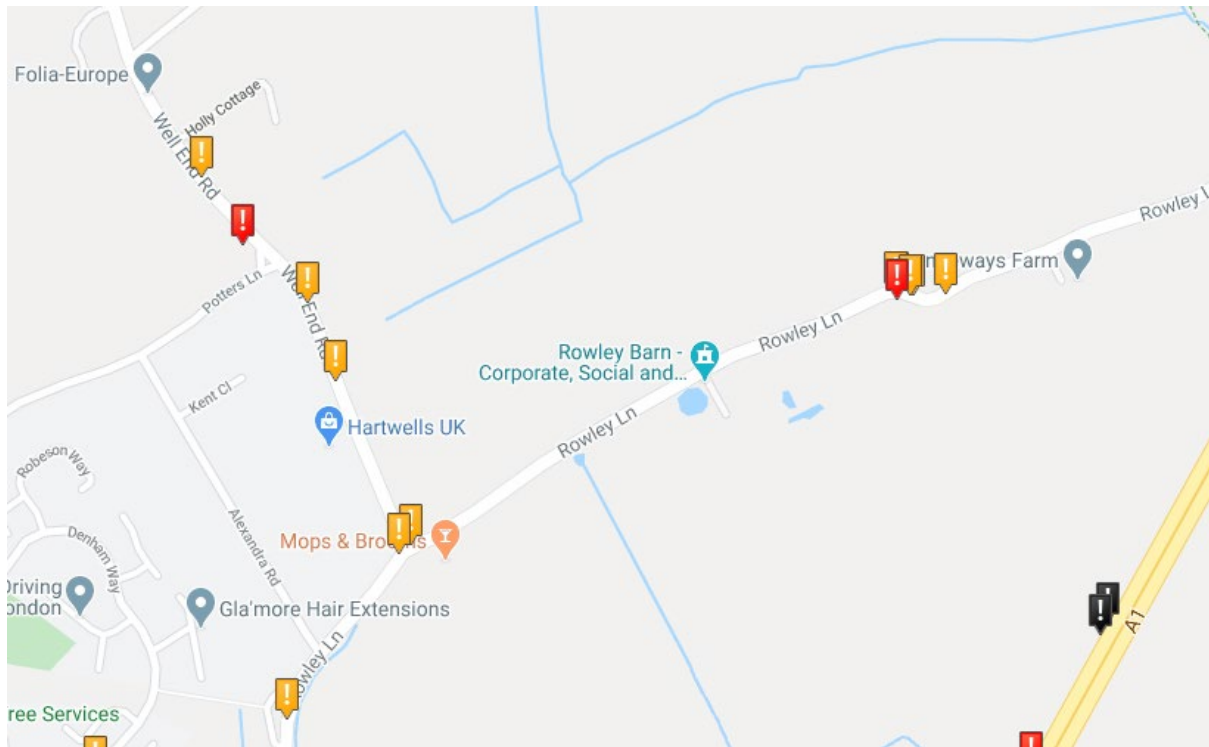 Folia-Europe
Holly Cottage
Well End Rd
Rowley L
ways Farm
Potters Ln
Well End Rd
Rowley Ln
Rowley Barn -
Corporate, Social and...
Kent Cl
Hartwells UK
Rowley Ln
Robeson Way
Alexandra Rd
Denham Way
Mops &
Driving
ondon
Gla'more Hair Extensions
A1
Rowley Ln
ree Services